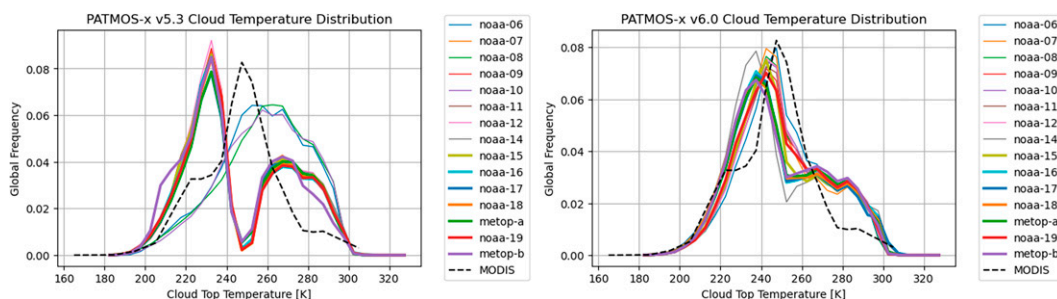 PATMOS-x v5.3 Cloud Temperature Distribution
Global Frequency
0.08
0.06
0.04
0.02
0.00
160 180 200 220 240 260 280 300 320
Cloud Top Temperature [K]
noaa-06
noaa-07
noaa-08
noaa-09
noaa-10
noaa-11
noaa-12
noaa-14
noaa-15
noaa-16
noaa-17
noaa-18
metop-a
noaa-19
metop-b
MODIS
PATMOS-x v6.0 Cloud Temperature Distribution
Global Frequency
0.08
0.06
0.04
0.02
0.00
160 180 200 220 240 260 280 300 320
Cloud Top Temperature [K]
noaa-06
noaa-07
noaa-08
noaa-09
noaa-10
noaa-11
noaa-12
noaa-14
noaa-15
noaa-16
noaa-17
noaa-18
metop-a
noaa-19
metop-b
MODIS